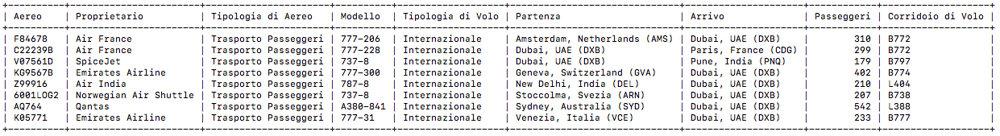 Aereo | Proprietario | Tipologia di Aereo | Modello | Tipologia di Volo | Partenza | Arrivo | Passeggeri | Corridoio di Volo
F84678 | Air France | Trasporto Passeggeri | 777-206 | Internazionale | Amsterdam, Netherlands (AMS) | Dubai, UAE (DXB) | 310 | B772
C22239B | Air France | Trasporto Passeggeri | 777-228 | Internazionale | Dubai, UAE (DXB) | Paris, France (CDG) | 299 | B772
V07561D | SpiceJet | Trasporto Passeggeri | 737-8 | Internazionale | Dubai, UAE (DXB) | Pune, India (PNQ) | 179 | B797
KG9567B | Emirates Airline | Trasporto Passeggeri | 777-300 | Internazionale | Geneva, Switzerland (GVA) | Dubai, UAE (DXB) | 402 | B774
Z99916 | Air India | Trasporto Passeggeri | 787-8 | Internazionale | New Delhi, India (DEL) | Dubai, UAE (DXB) | 210 | L404
6001LOG2 | Norwegian Air Shuttle | Trasporto Passeggeri | 737-8 | Internazionale | Stoccolma, Svezia (ARN) | Dubai, UAE (DXB) | 207 | B738
AQ764 | Qantas | Trasporto Passeggeri | A380-841 | Internazionale | Sydney, Australia (SYD) | Dubai, UAE (DXB) | 542 | L388
K05771 | Emirates Airline | Trasporto Passeggeri | 777-31 | Internazionale | Venezia, Italia (VCE) | Dubai, UAE (DXB) | 233 | B777